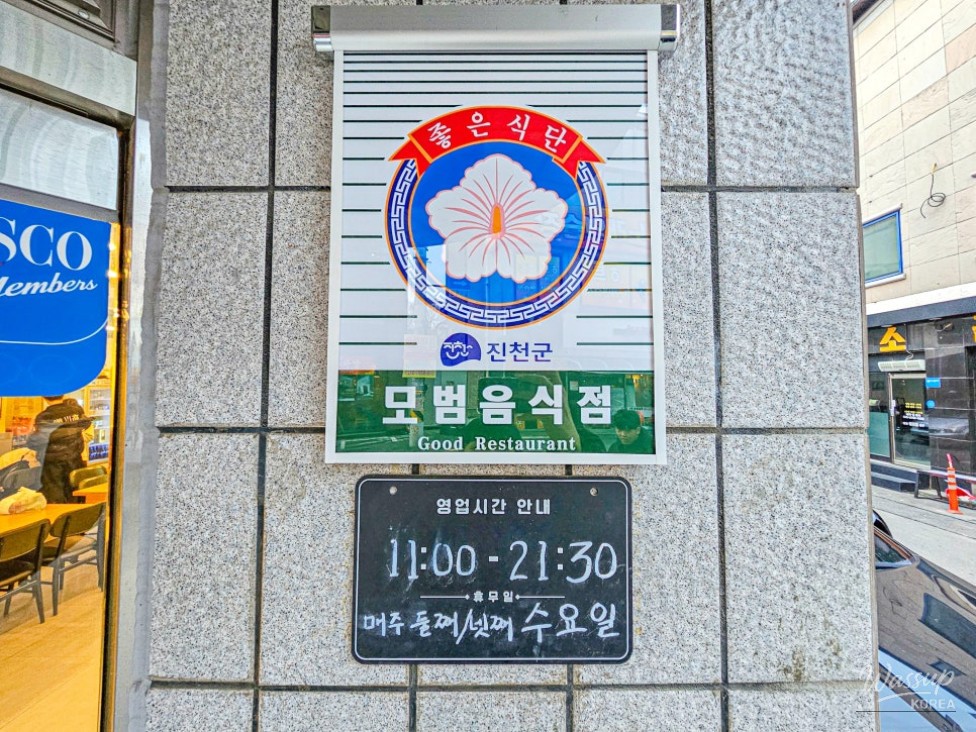 좋은식단
진천군
모범음식점
Good Restaurant
영업시간 안내
11:00 - 21:30
휴무일
매주 둘째/넷째 수요일
SCO
Members
소
Wassup
KOREA